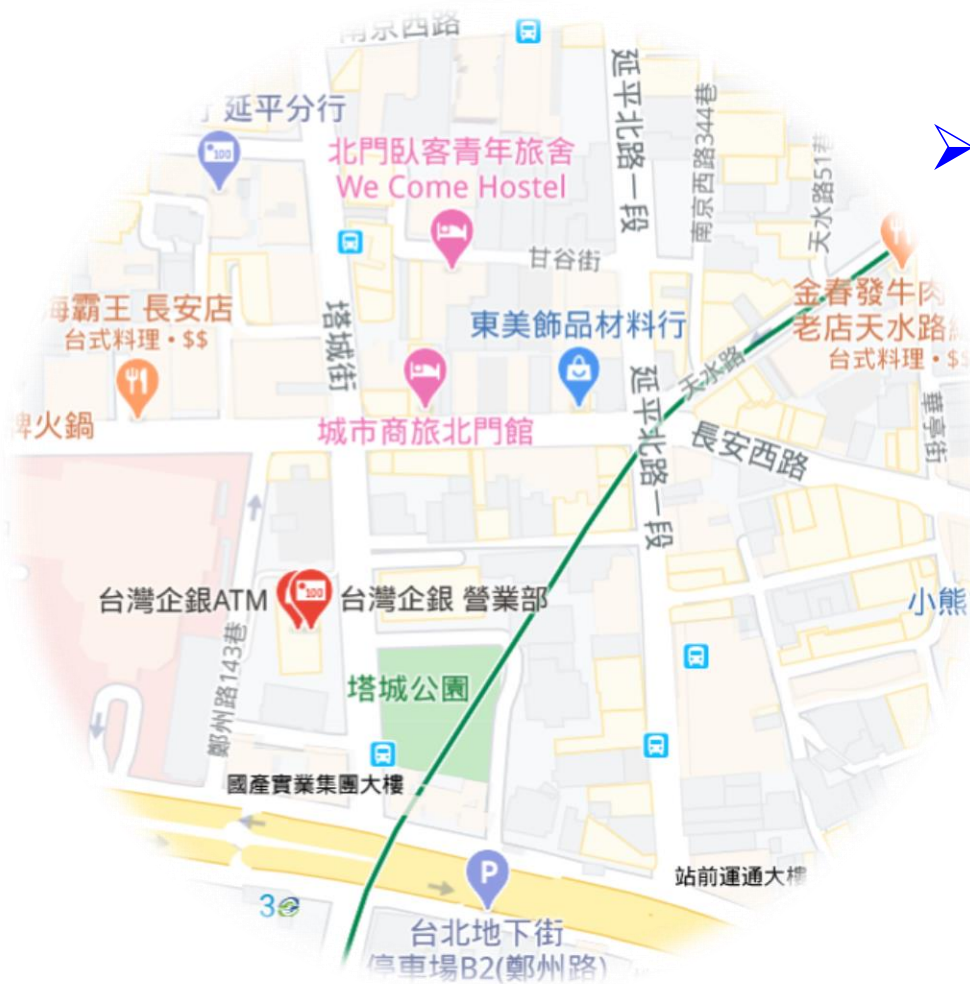 南京西路
延平分行
北門臥客青年旅舍
We Come Hostel
延平北路一段
南京西路344巷
天水路51巷
甘谷街
海霸王 長安店
台式料理・$$
塔城街
東美飾品材料行
金春發牛肉
老店天水路
台式料理・$$
天水路
牌火鍋
城市商旅北門館
延平北路一段
長安西路
華亭街
台灣企銀ATM
100
台灣企銀 營業部
小熊
鄭州路143巷
塔城公園
國產實業集團大樓
站前運通大樓
P
3
台北地下街
停車場B2(鄭州路)